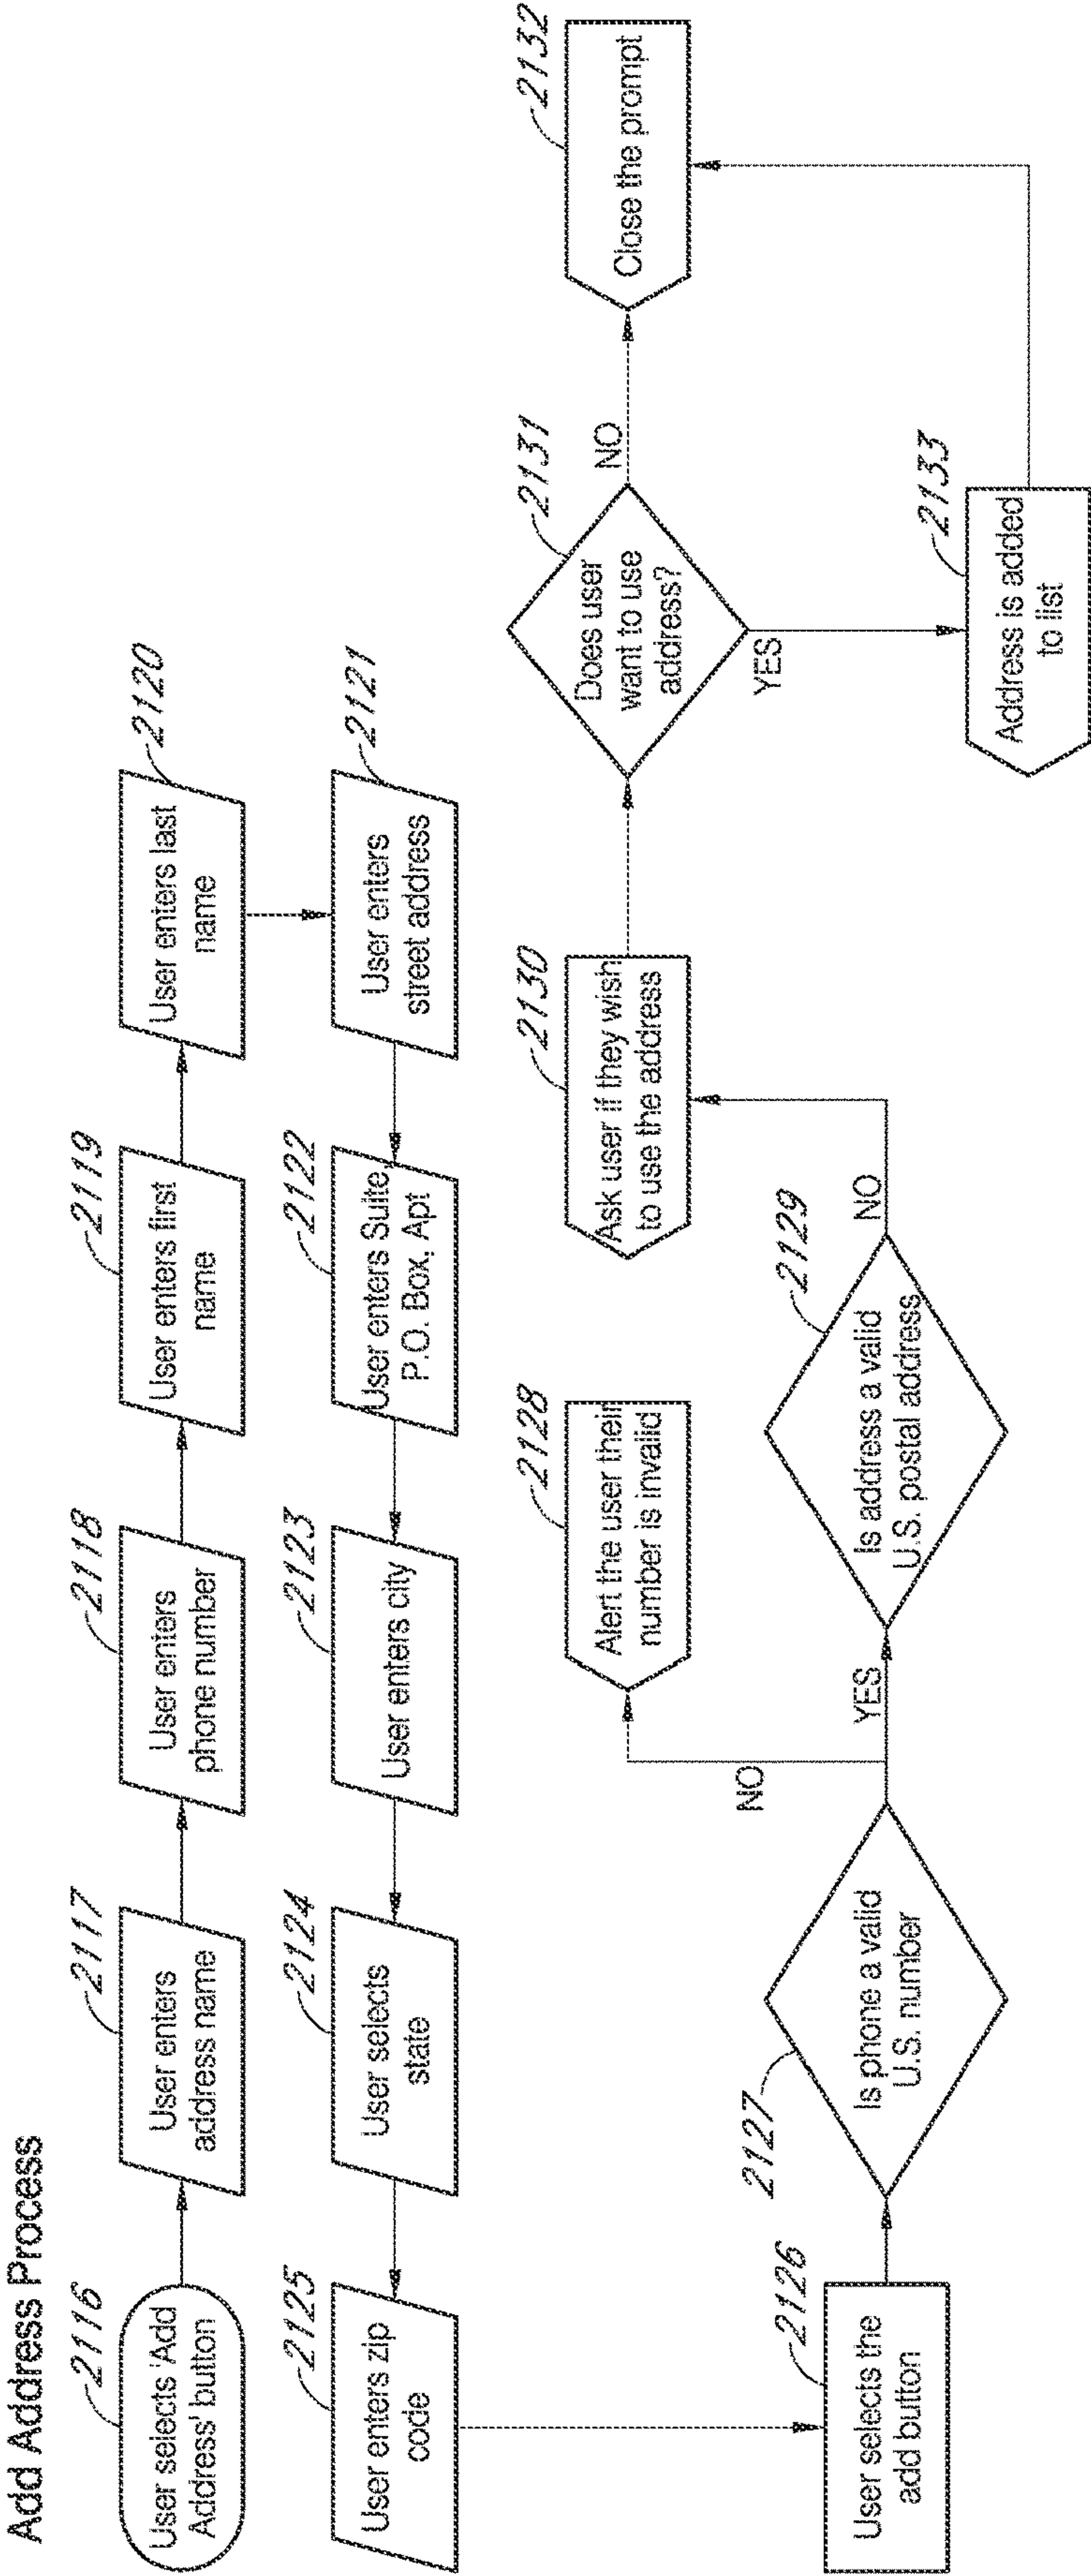 Add Address Process
2116
User selects 'Add
Address' button
2117
User enters
address name
2118
User enters
phone number
2119
User enters first
name
2120
User enters last
name
2121
User enters
street address
2122
User enters Suite,
P.O. Box, Apt
2123
User enters city
2124
User selects
state
2125
User enters zip
code
2126
User selects the
add button
2127
Is phone a valid
U.S. number
NO
YES
2128
Alert the user their
number is invalid
2129
Is address a valid
U.S. postal address
NO
2130
Ask user if they wish
to use the address
2131
Does user
want to use
address?
NO
YES
2132
Close the prompt
2133
Address is added
to list